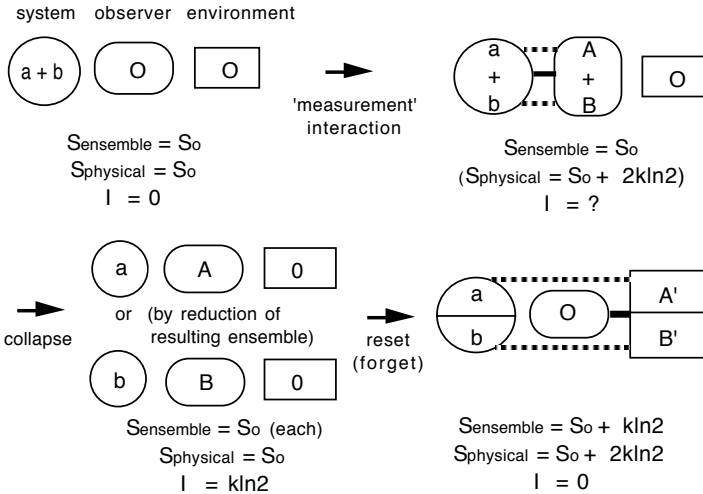 system observer environment
a + b O O
'measurement'
interaction
a A
+ + O
b B
Sensemble = So
Sphysical = So
I = 0
Sensemble = So
(Sphysical = So + 2kln2)
I = ?
collapse
a A 0
or (by reduction of
resulting ensemble)
b B 0
Sensemble = So (each)
Sphysical = So
I = kln2
reset
(forget)
a O A'
b B'
Sensemble = So + kln2
Sphysical = So + 2kln2
I = 0